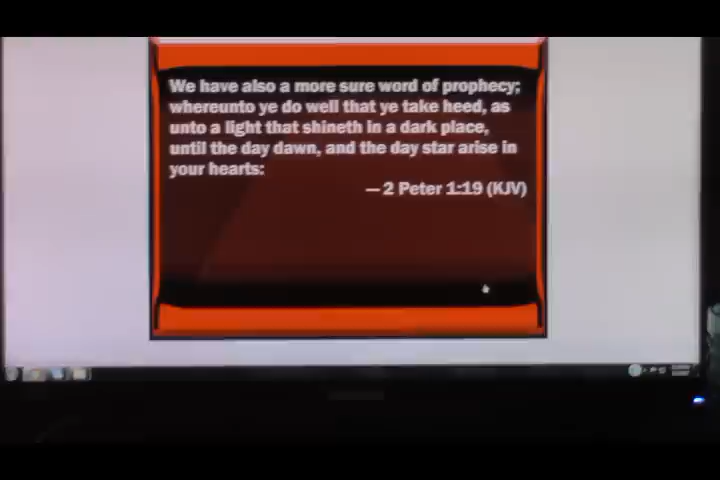 We have also a more sure word of prophecy;
whereunto ye do well that ye take heed, as
unto a light that shineth in a dark place,
until the day dawn, and the day star arise in
your hearts:
—2 Peter 1:19 (KJV)